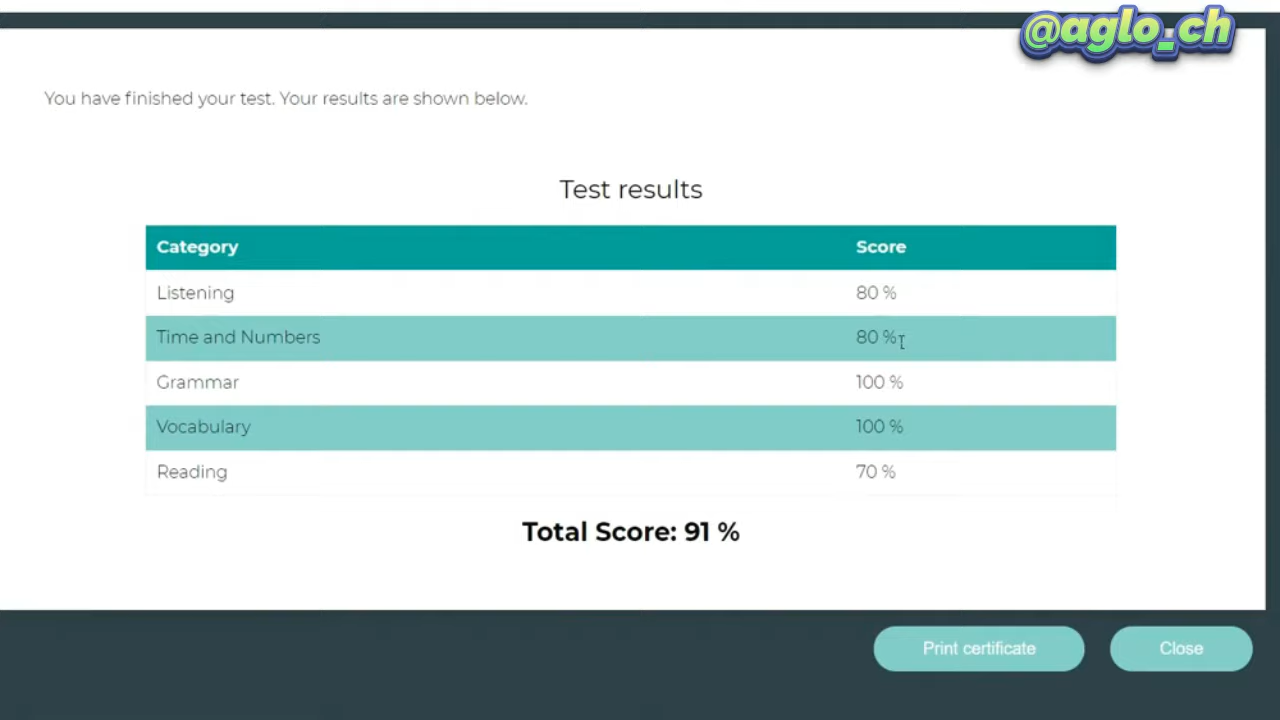 @aglo_ch
You have finished your test. Your results are shown below.
Test results
Category Score
Listening 80 %
Time and Numbers 80 %
Grammar 100 %
Vocabulary 100 %
Reading 70 %
Total Score: 91 %
Print certificate Close